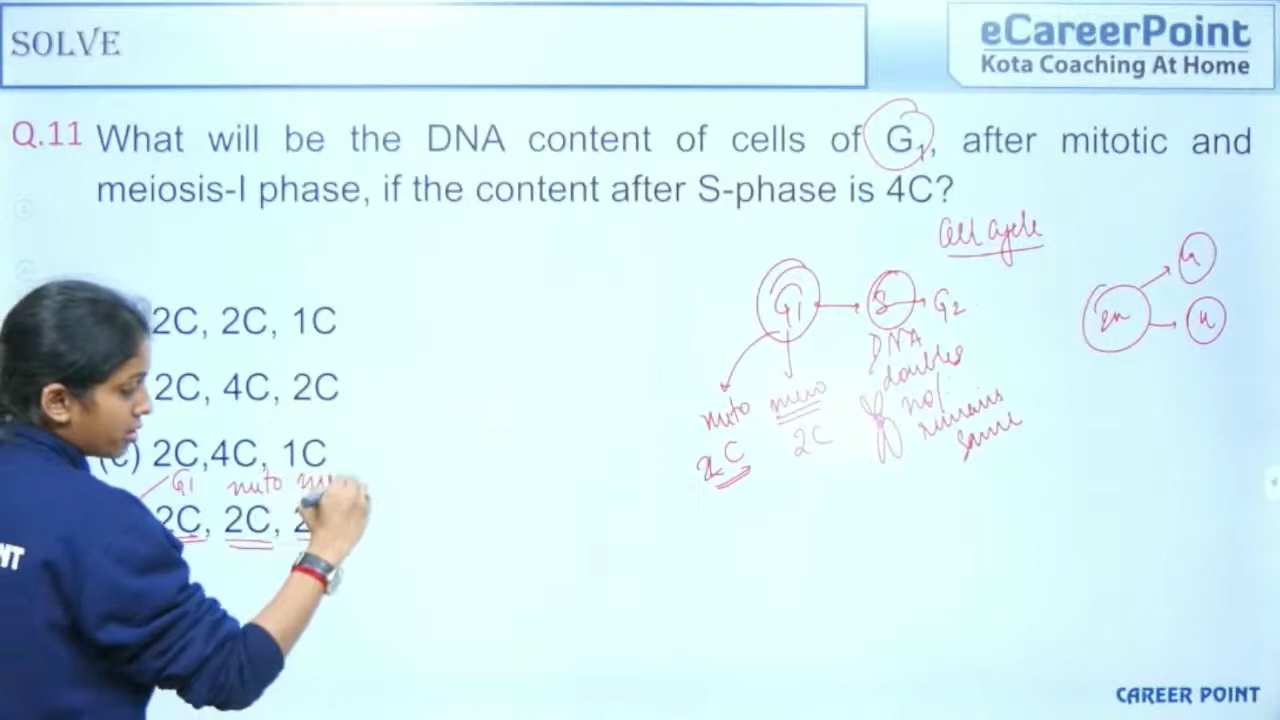 SOLVE
eCareerPoint
Kota Coaching At Home
Q.11 What will be the DNA content of cells of G1, after mitotic and
meiosis-I phase, if the content after S-phase is 4C?
Cell cycle
G1 S G2
2n n
n
DNA
doubles
no.
remains
same
mito meio
2C 2C
2C, 2C, 1C
2C, 4C, 2C
(C) 2C,4C, 1C
G1 mito
2C, 2C, 2
NT
CAREER POINT